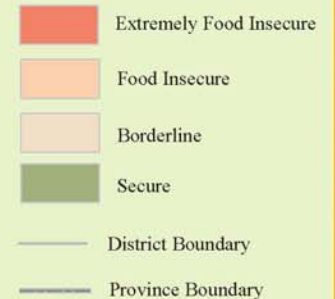 Extremely Food Insecure
Food Insecure
Borderline
Secure
District Boundary
Province Boundary